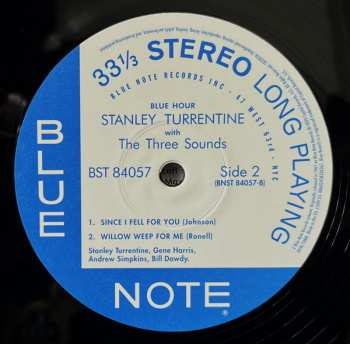 33 1/3 STEREO LONG PLAYING
BLUE NOTE RECORDS INC · 47 WEST 63rd · NYC
BLUE HOUR
STANLEY TURRENTINE
with
The Three Sounds
BST 84057
Side 2
(BNST 84057-B)
1. SINCE I FELL FOR YOU (Johnson)
2. WILLOW WEEP FOR ME (Ronell)
Stanley Turrentine, Gene Harris,
Andrew Simpkins, Bill Dowdy.
BLUE
NOTE
®